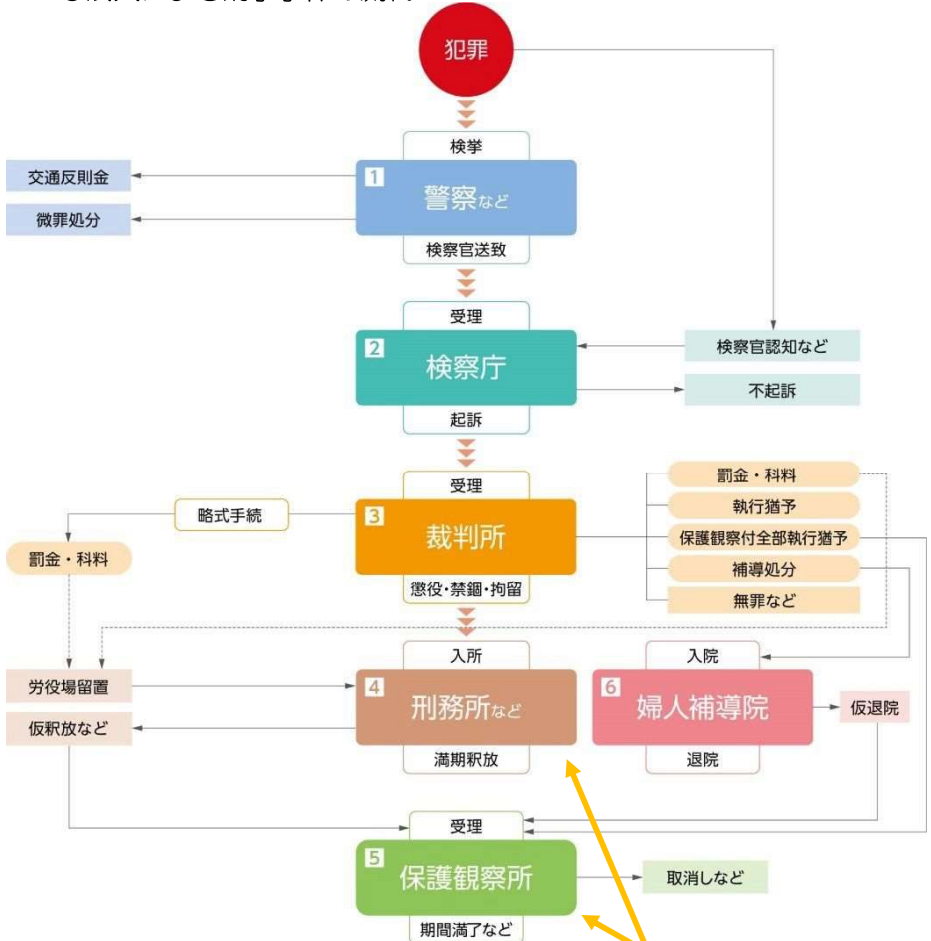 犯罪
検挙
1
警察など
交通反則金
微罪処分
検察官送致
受理
2
検察庁
検察官認知など
不起訴
起訴
受理
略式手続
3
裁判所
罰金・科料
執行猶予
保護観察付全部執行猶予
補導処分
無罪など
罰金・科料
懲役・禁錮・拘留
入所
入院
労役場留置
4
刑務所など
6
婦人補導院
仮退院
仮釈放など
満期釈放
退院
受理
5
保護観察所
取消しなど
期間満了など